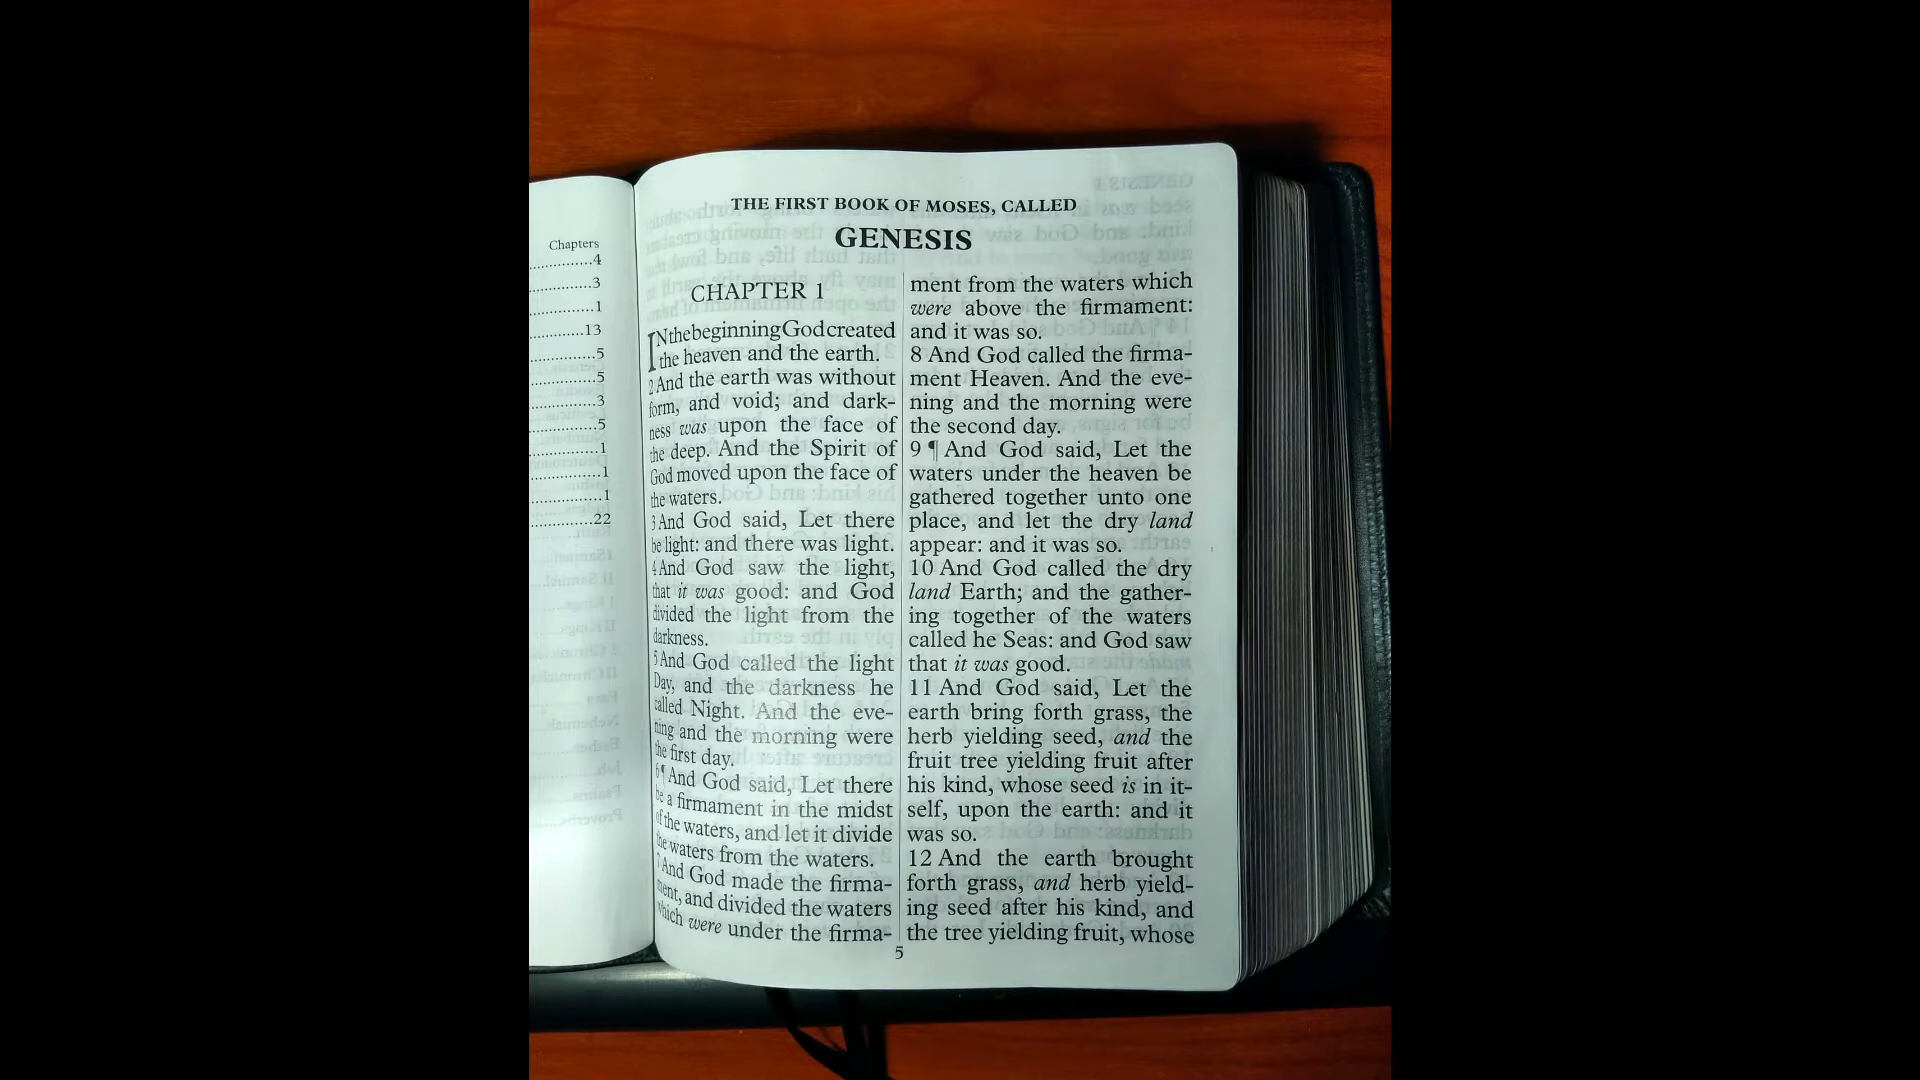 Chapters
.............4
.............3
.............1
.............13
.............5
.............5
.............3
.............5
.............1
.............1
.............1
.............22
THE FIRST BOOK OF MOSES, CALLED
GENESIS
CHAPTER 1
IN the beginning God created
the heaven and the earth.
2 And the earth was without
form, and void; and dark-
ness was upon the face of
the deep. And the Spirit of
God moved upon the face of
the waters.
3 And God said, Let there
be light: and there was light.
4 And God saw the light,
that it was good: and God
divided the light from the
darkness.
5 And God called the light
Day, and the darkness he
called Night. And the eve-
ning and the morning were
the first day.
6 ¶ And God said, Let there
be a firmament in the midst
of the waters, and let it divide
the waters from the waters.
7 And God made the firma-
ment, and divided the waters
which were under the firma-
ment from the waters which
were above the firmament:
and it was so.
8 And God called the firma-
ment Heaven. And the eve-
ning and the morning were
the second day.
9 ¶ And God said, Let the
waters under the heaven be
gathered together unto one
place, and let the dry land
appear: and it was so.
10 And God called the dry
land Earth; and the gather-
ing together of the waters
called he Seas: and God saw
that it was good.
11 And God said, Let the
earth bring forth grass, the
herb yielding seed, and the
fruit tree yielding fruit after
his kind, whose seed is in it-
self, upon the earth: and it
was so.
12 And the earth brought
forth grass, and herb yield-
ing seed after his kind, and
the tree yielding fruit, whose
5